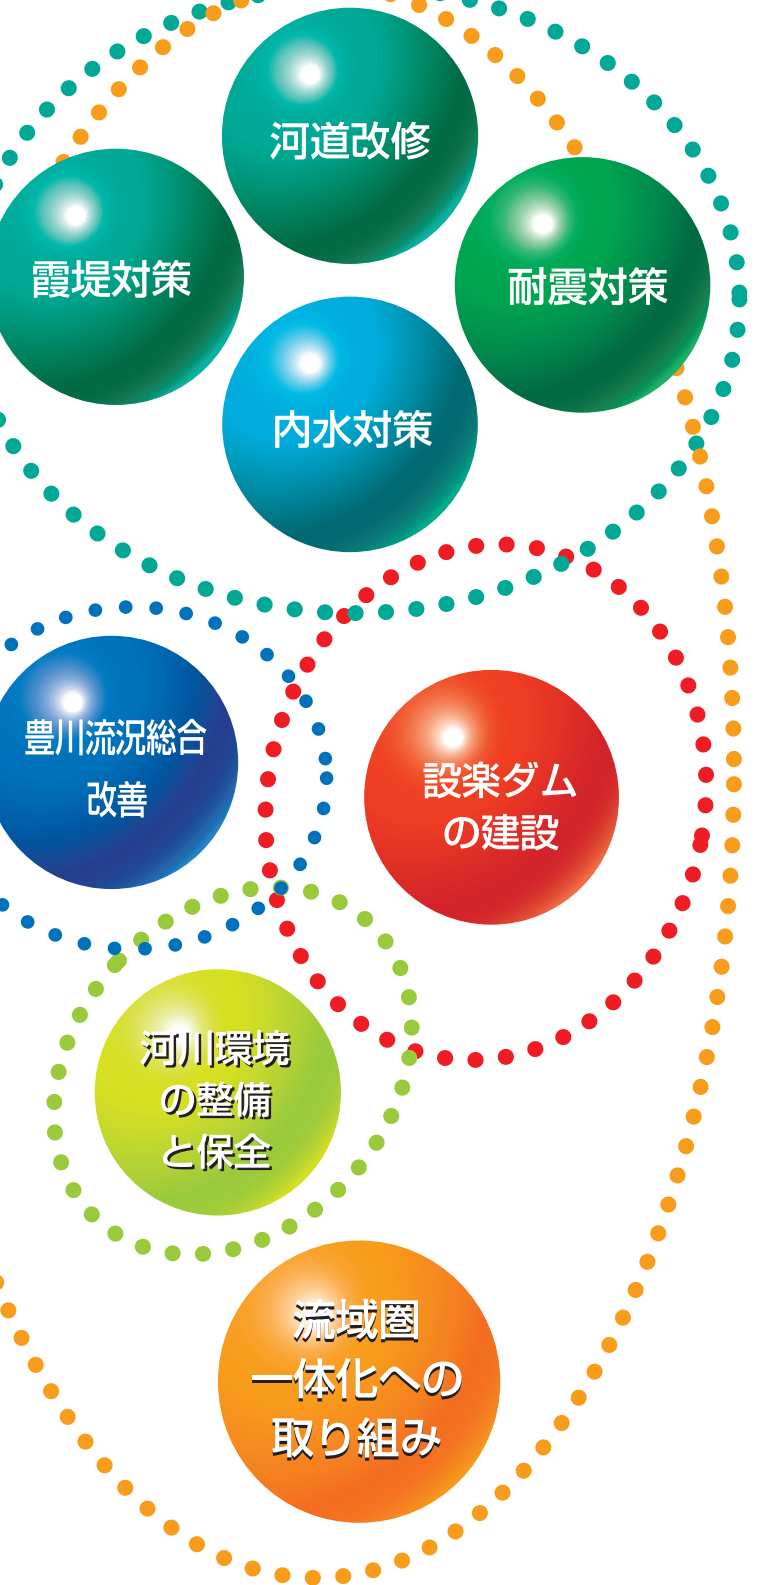 河道改修
霞堤対策
耐震対策
内水対策
豊川流況総合
改善
設楽ダム
の建設
河川環境
の整備
と保全
流域圏
一体化への
取り組み